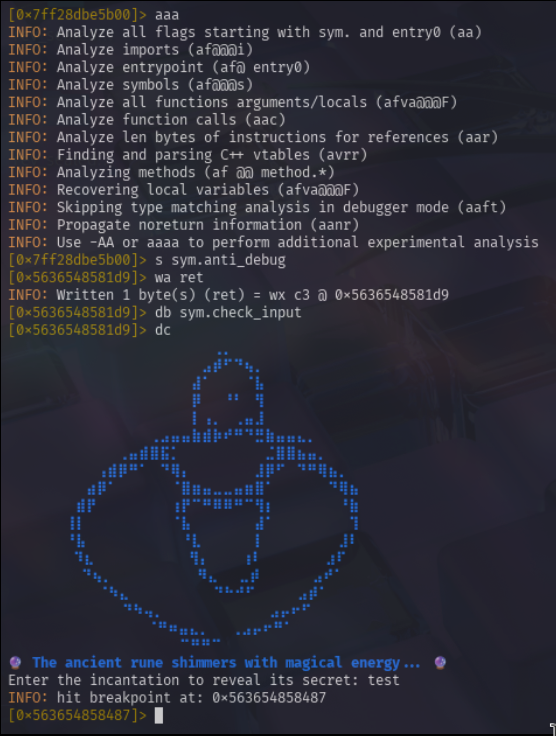 [0×7ff28dbe5b00]> aaa
INFO: Analyze all flags starting with sym. and entry0 (aa)
INFO: Analyze imports (af@@@i)
INFO: Analyze entrypoint (af@ entry0)
INFO: Analyze symbols (af@@@s)
INFO: Analyze all functions arguments/locals (afva@@@F)
INFO: Analyze function calls (aac)
INFO: Analyze len bytes of instructions for references (aar)
INFO: Finding and parsing C++ vtables (avrr)
INFO: Analyzing methods (af @@ method.*)
INFO: Recovering local variables (afva@@@F)
INFO: Skipping type matching analysis in debugger mode (aaft)
INFO: Propagate noreturn information (aanr)
INFO: Use -AA or aaaa to perform additional experimental analysis
[0×7ff28dbe5b00]> s sym.anti_debug
[0×5636548581d9]> wa ret
INFO: Written 1 byte(s) (ret) = wx c3 @ 0×5636548581d9
[0×5636548581d9]> db sym.check_input
[0×5636548581d9]> dc
🔮 The ancient rune shimmers with magical energy... 🔮
Enter the incantation to reveal its secret: test
INFO: hit breakpoint at: 0×563654858487
[0×563654858487]>